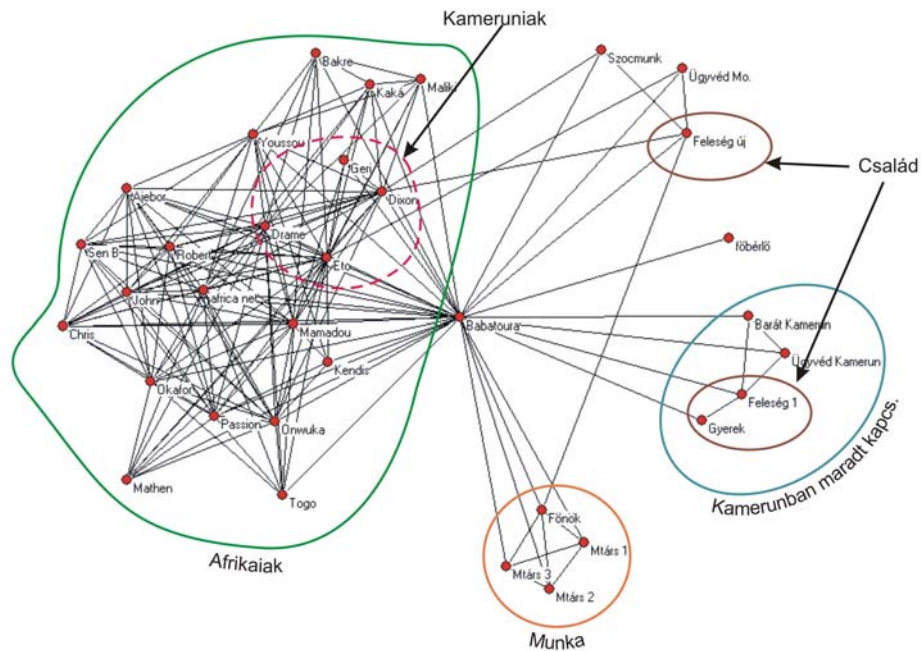 Kameruniak
Bakre
Kaká
Maliki
Szocmunk
Ügyvéd Mo.
Youssou
Geri
Feleség új
Család
Ajebor
Dixon
Drame
Sen B
Robert
Eto
főbérlő
John
africa net
Chris
Mamadou
Babatoura
Barát Kamerun
Ügyvéd Kamerun
Kendis
Okafor
Feleség 1
Passion
Onwuka
Gyerek
Mathen
Togo
Kamerunban maradt kapcs.
Főnök
Mtárs 1
Afrikaiak
Mtárs 3
Mtárs 2
Munka